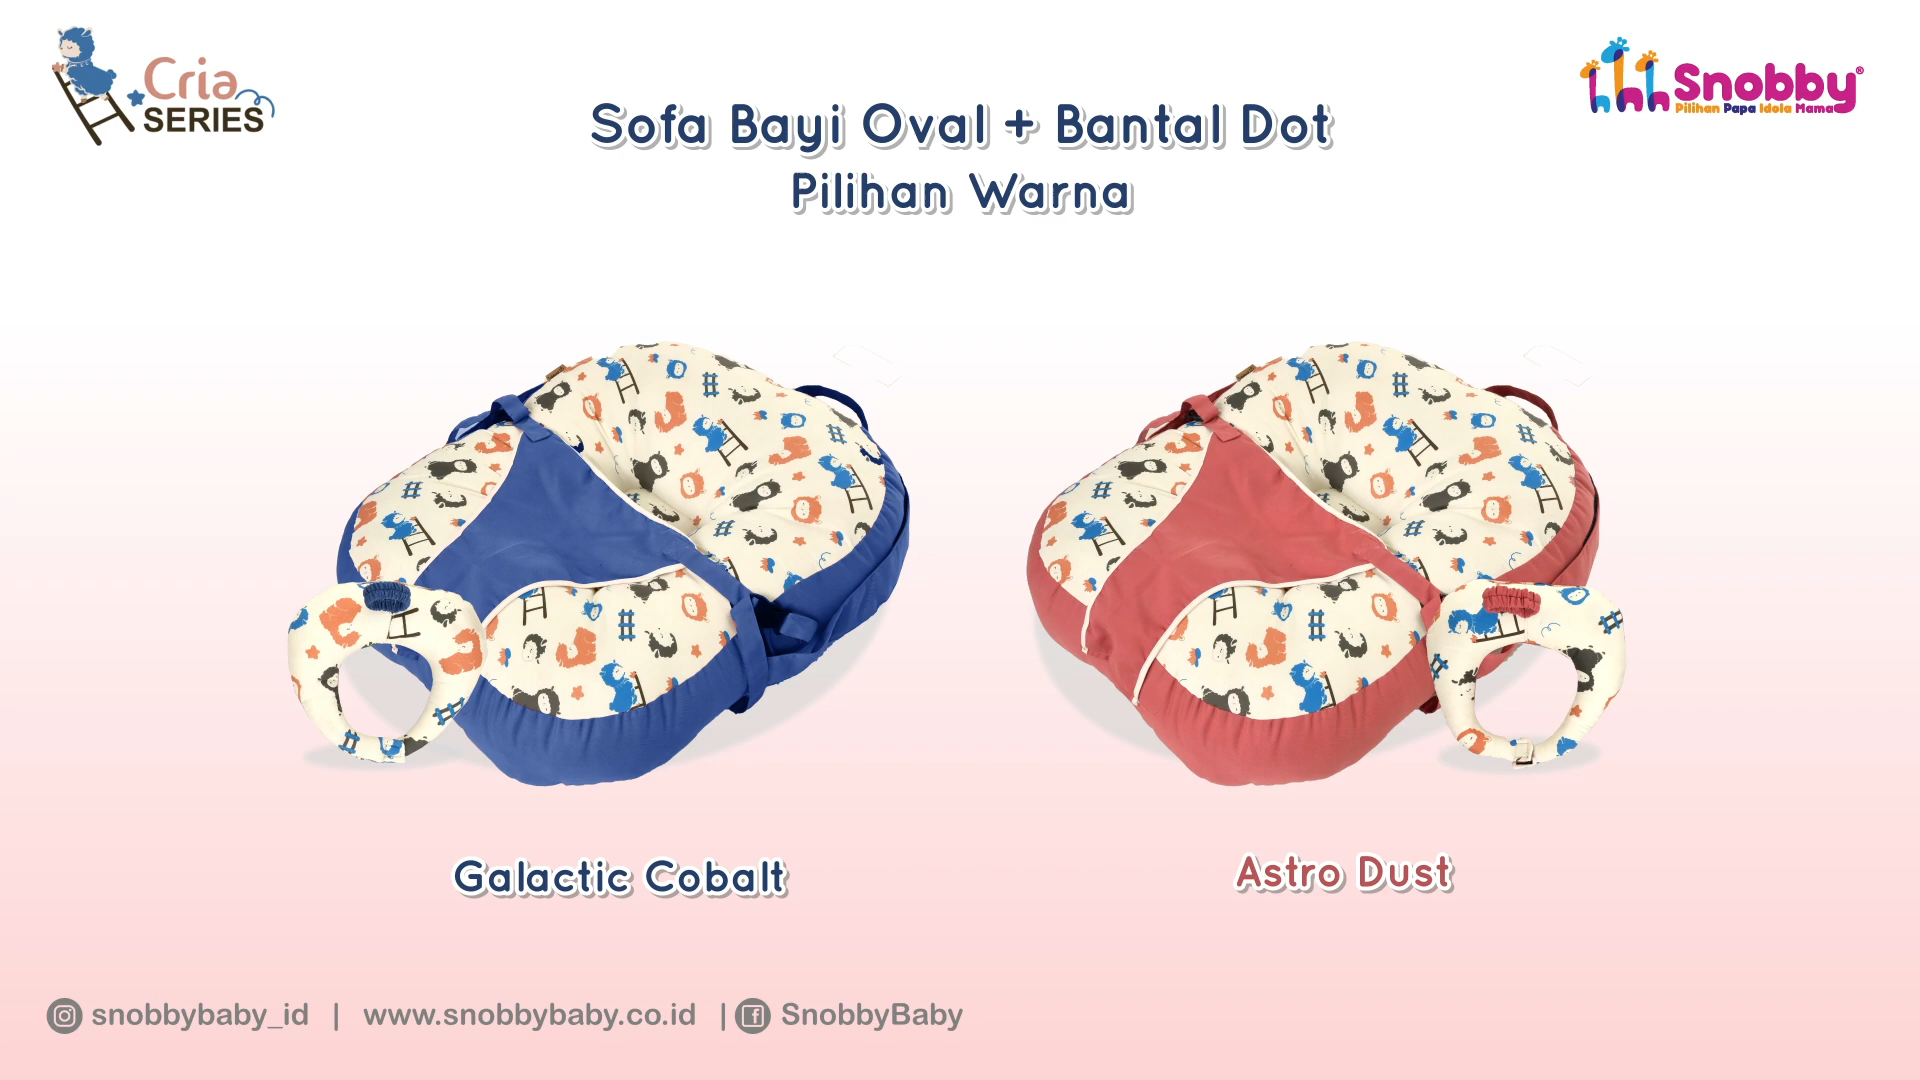 Cria
SERIES
Snobby®
Pilihan Papa Idola Mama
Sofa Bayi Oval + Bantal Dot
Pilihan Warna
Galactic Cobalt
Astro Dust
snobbybaby_id | www.snobbybaby.co.id | SnobbyBaby